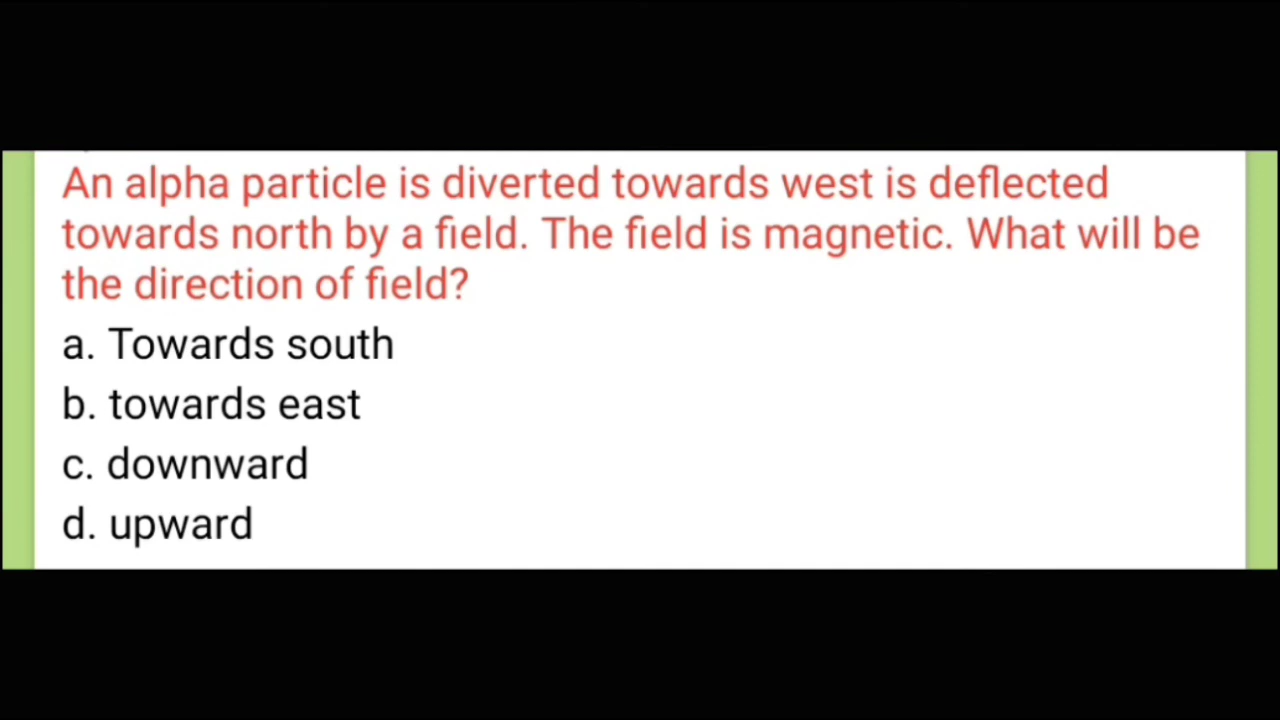 An alpha particle is diverted towards west is deflected
towards north by a field. The field is magnetic. What will be
the direction of field?
a. Towards south
b. towards east
c. downward
d. upward